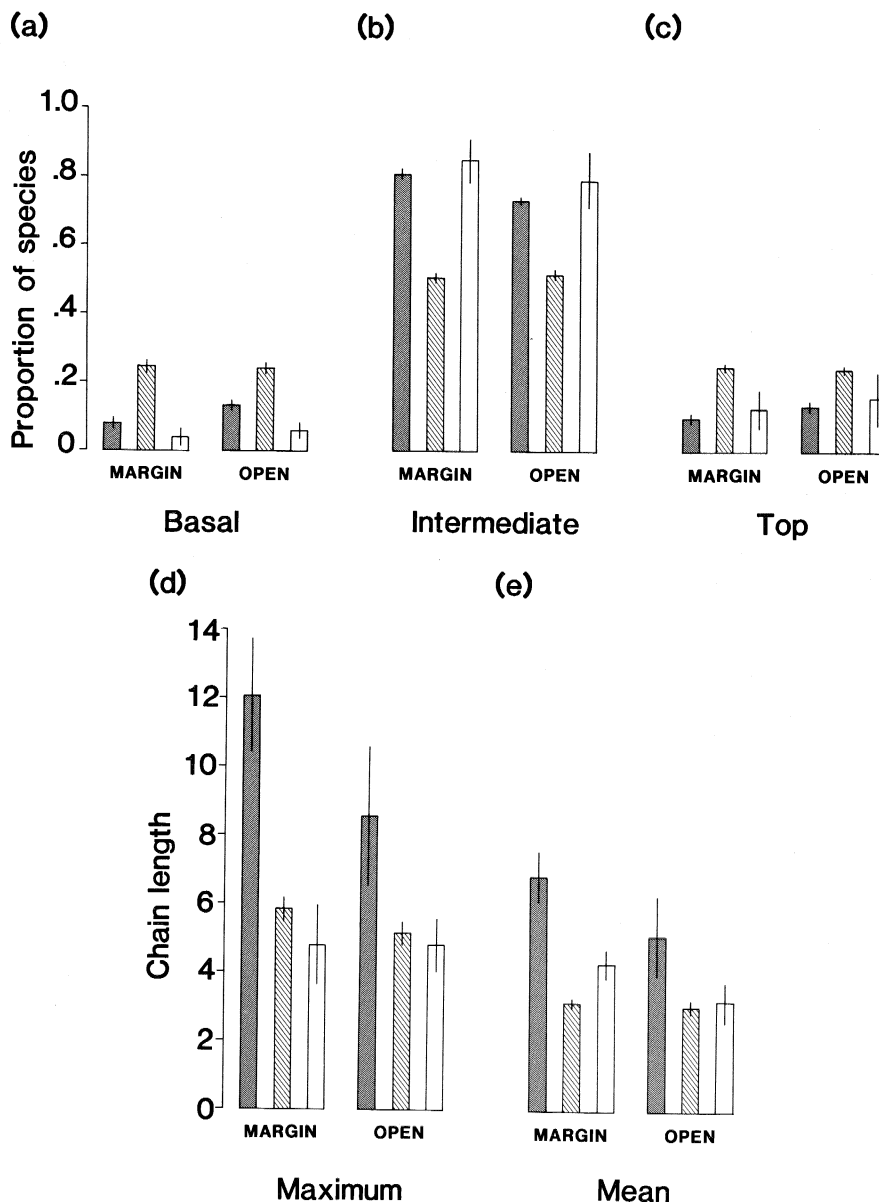 (a) (b) (c)
1.0
.8
.6
.4
.2
0
Proportion of species
MARGIN OPEN MARGIN OPEN MARGIN OPEN
Basal Intermediate Top
(d) (e)
14
12
10
8
6
4
2
0
Chain length
MARGIN OPEN MARGIN OPEN
Maximum Mean